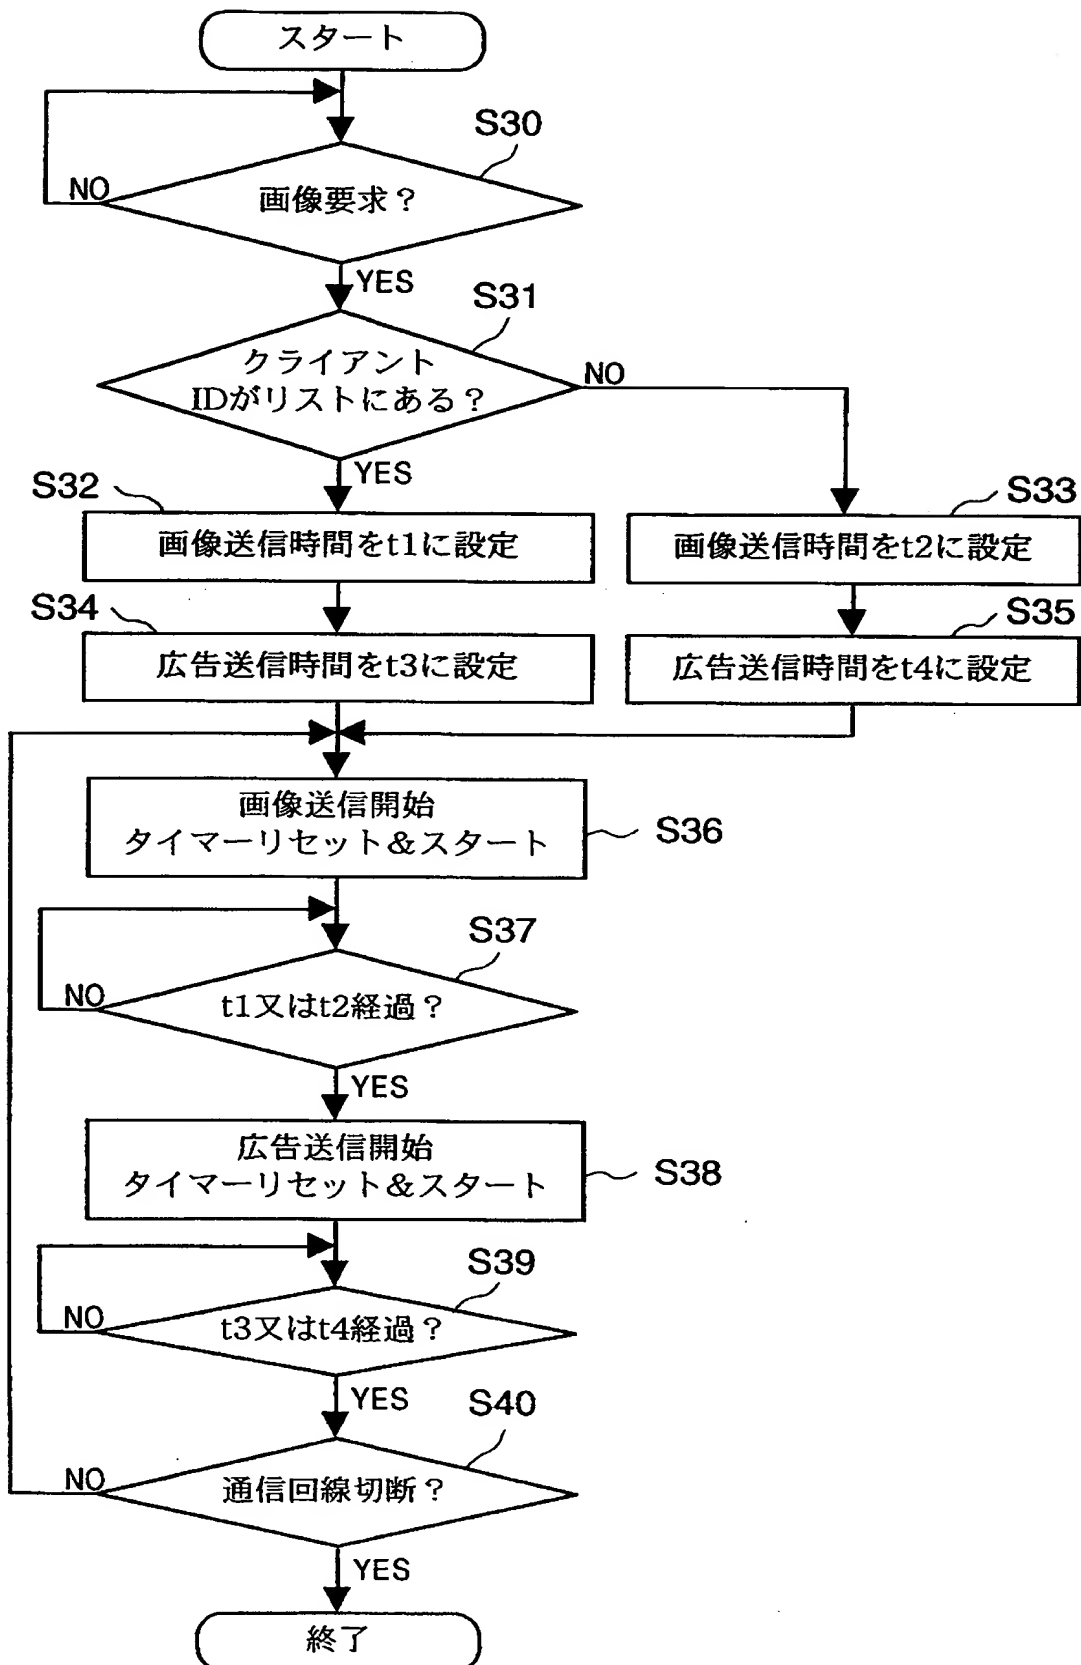 スタート
S30
NO
画像要求？
YES
S31
クライアント
IDがリストにある？
NO
YES
S32
画像送信時間をt1に設定
S33
画像送信時間をt2に設定
S34
広告送信時間をt3に設定
S35
広告送信時間をt4に設定
画像送信開始
タイマーリセット＆スタート
S36
S37
NO
t1又はt2経過？
YES
広告送信開始
タイマーリセット＆スタート
S38
S39
NO
t3又はt4経過？
YES
S40
NO
通信回線切断？
YES
終了